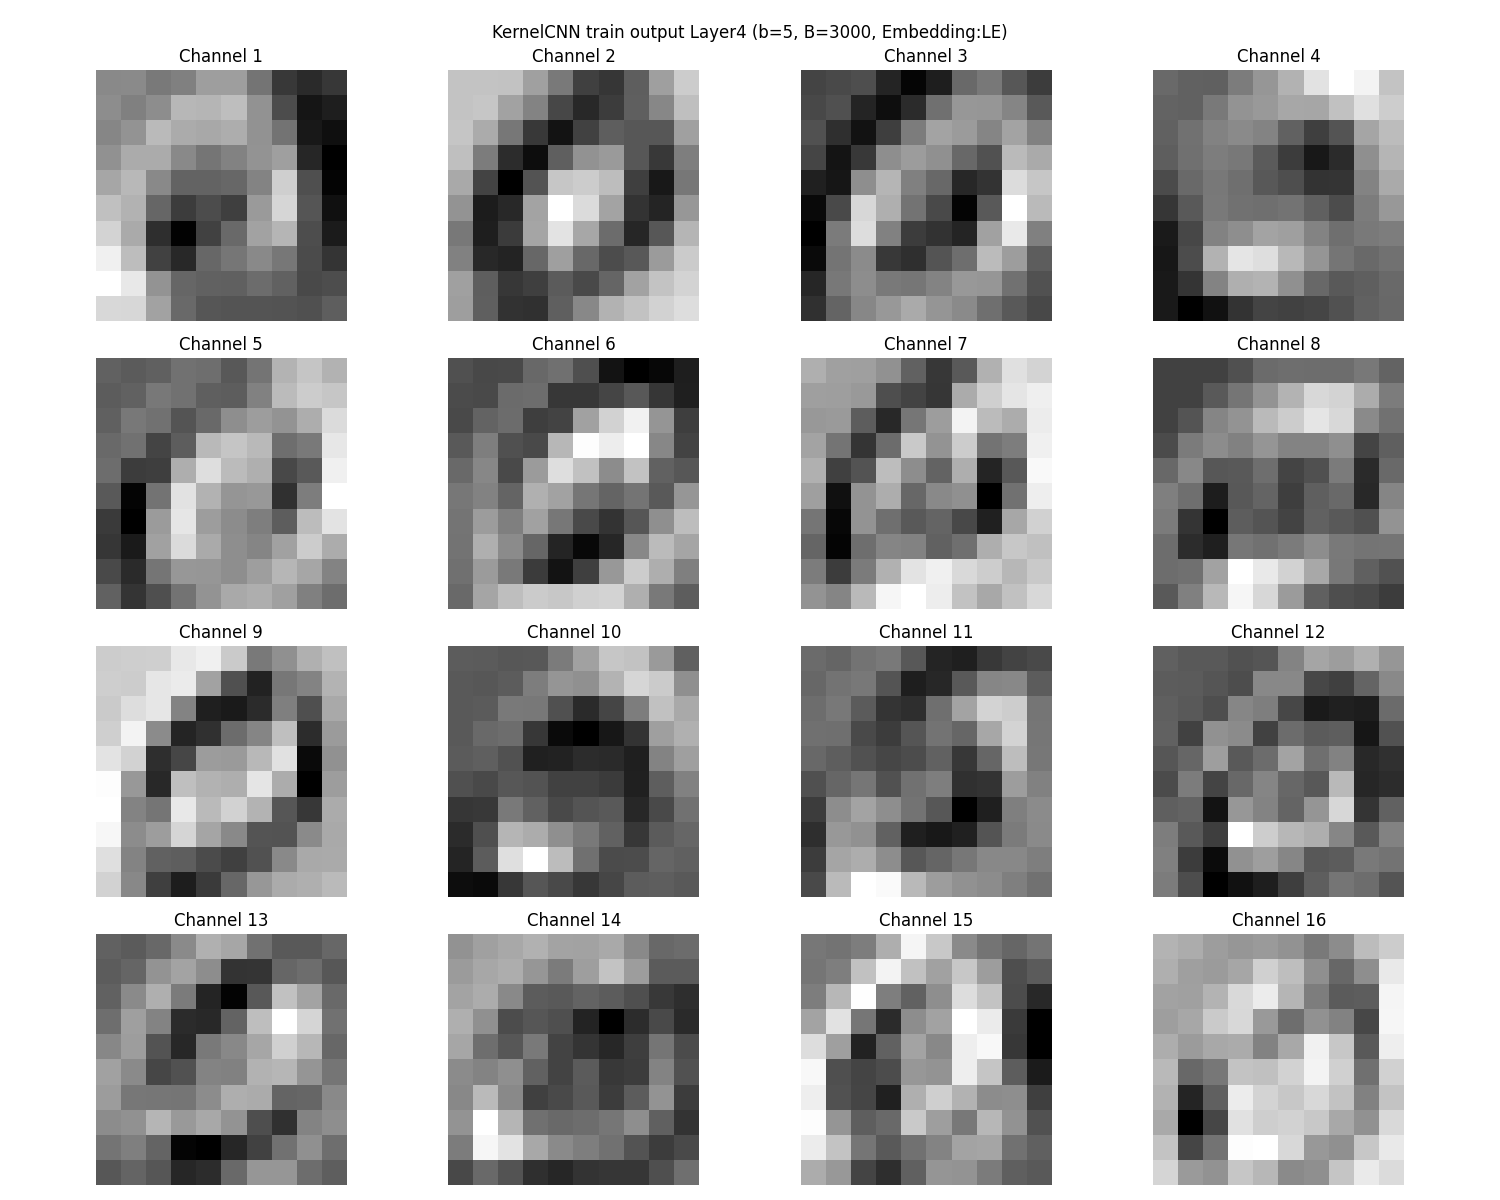 KernelCNN train output Layer4 (b=5, B=3000, Embedding:LE)
Channel 1 Channel 2 Channel 3 Channel 4
Channel 5 Channel 6 Channel 7 Channel 8
Channel 9 Channel 10 Channel 11 Channel 12
Channel 13 Channel 14 Channel 15 Channel 16